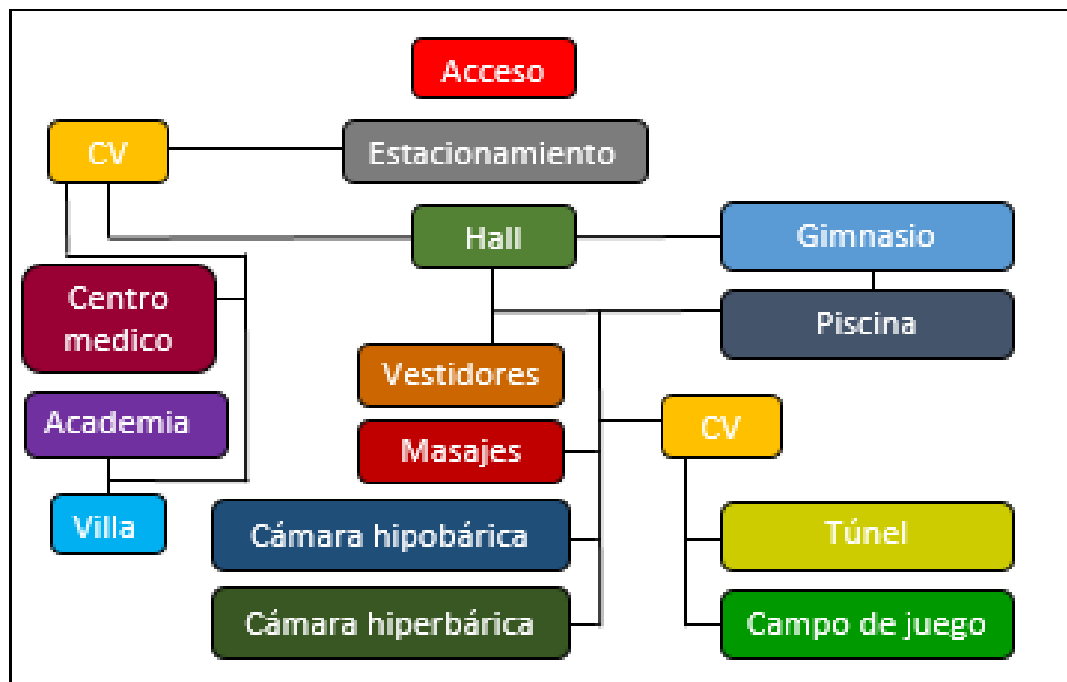 Acceso
CV
Estacionamiento
Hall
Gimnasio
Centro
medico
Piscina
Vestidores
Academia
CV
Masajes
Villa
Cámara hipobárica
Túnel
Cámara hiperbárica
Campo de juego